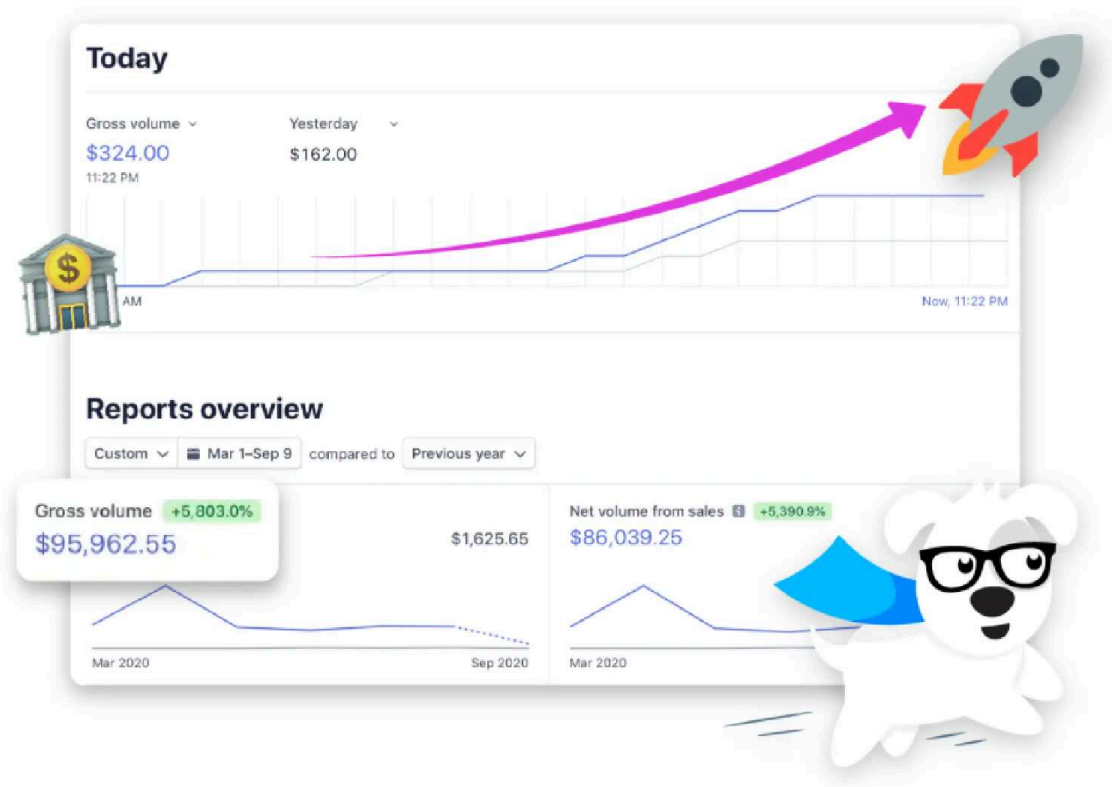 Today
Gross volume Yesterday
$324.00 $162.00
11:22 PM
AM Now, 11:22 PM
Reports overview
Custom Mar 1–Sep 9 compared to Previous year
Gross volume +5,803.0% Net volume from sales +5,390.9%
$95,962.55 $1,625.65 $86,039.25
Mar 2020 Sep 2020 Mar 2020
$